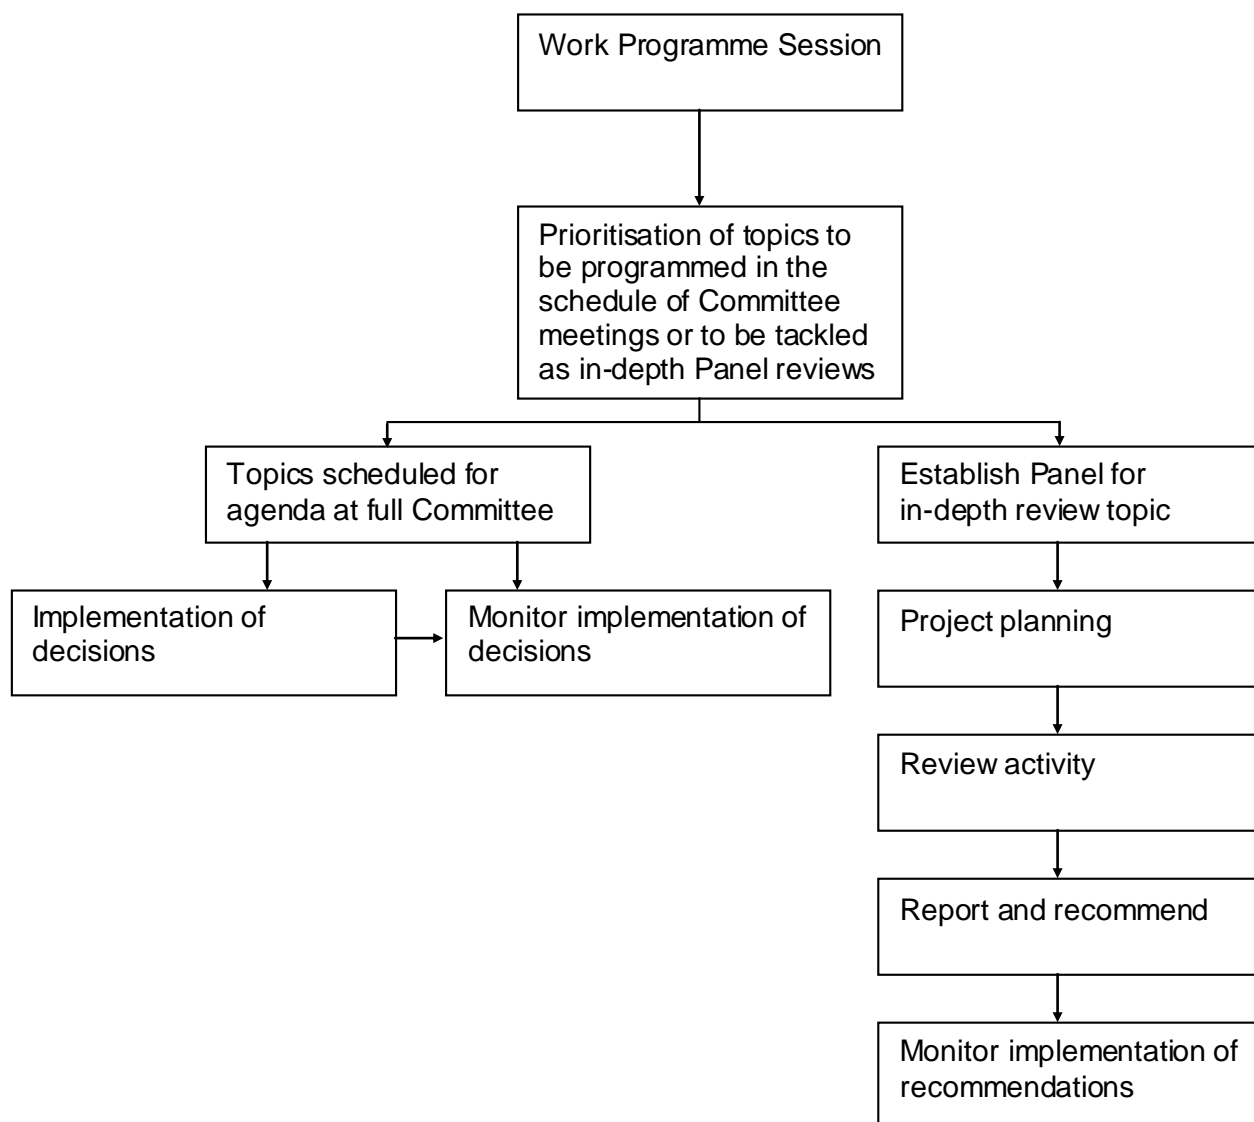 Work Programme Session
Prioritisation of topics to
be programmed in the
schedule of Committee
meetings or to be tackled
as in-depth Panel reviews
Topics scheduled for
agenda at full Committee
Establish Panel for
in-depth review topic
Implementation of
decisions
Monitor implementation of
decisions
Project planning
Review activity
Report and recommend
Monitor implementation of
recommendations